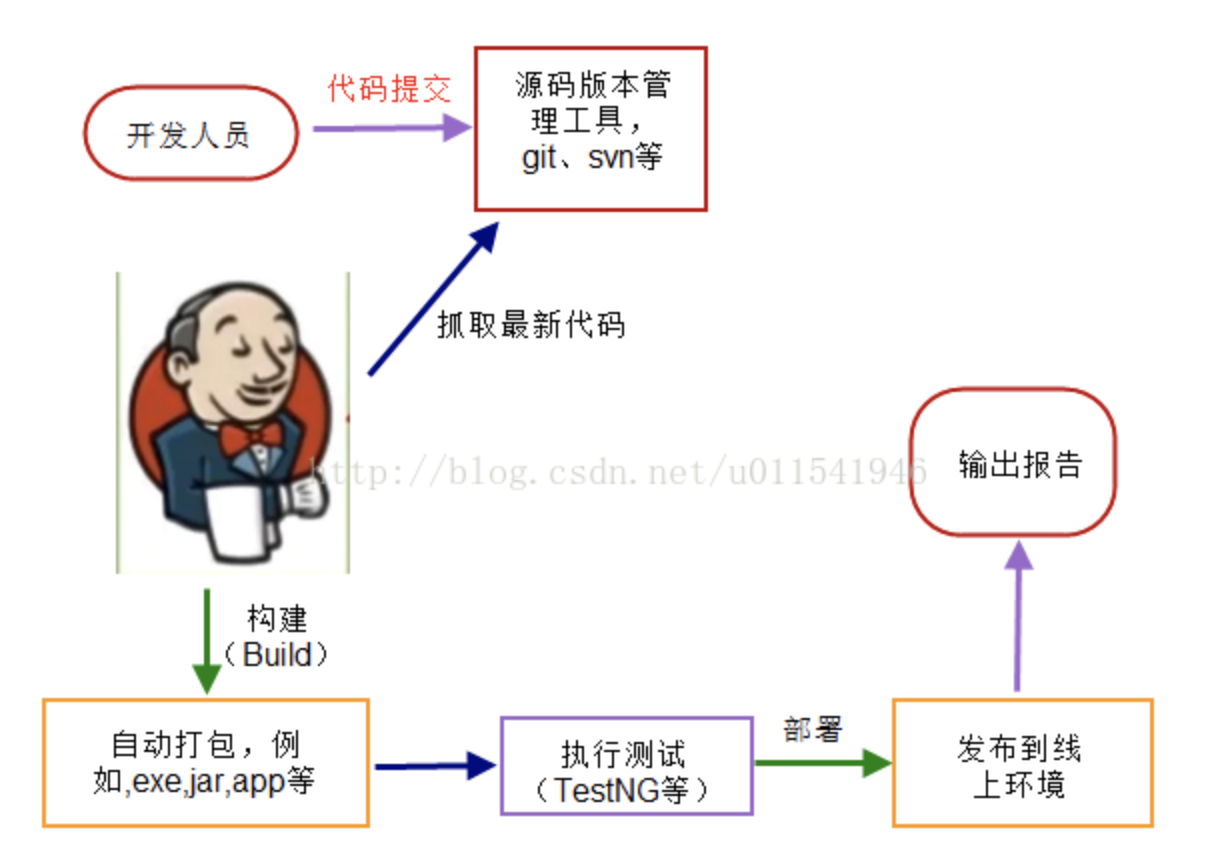 代码提交
源码版本管
理工具，
git、svn等
开发人员
抓取最新代码
http://blog.csdn.net/u011541946
输出报告
构建
（Build）
自动打包，例
如,exe,jar,app等
执行测试
（TestNG等）
部署
发布到线
上环境